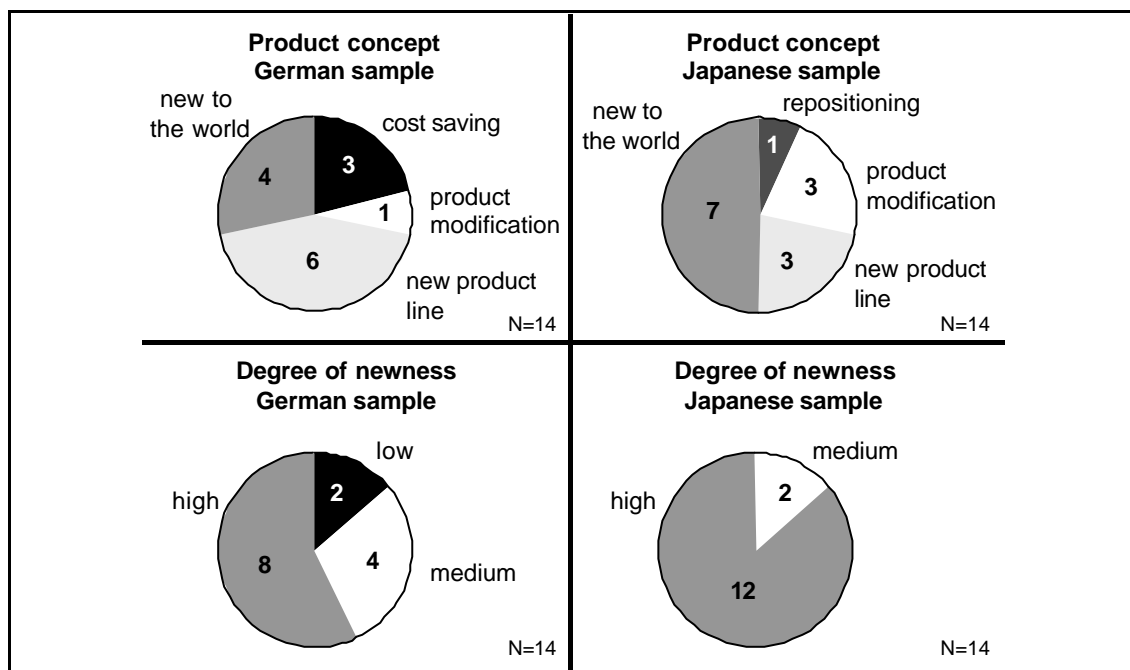 Product concept
German sample
new to
the world
cost saving
4
3
1
product
modification
6
new product
line
N=14
Product concept
Japanese sample
new to
the world
repositioning
1
7
3
product
modification
3
new product
line
N=14
Degree of newness
German sample
low
high
2
8
4
medium
N=14
Degree of newness
Japanese sample
medium
high
2
12
N=14